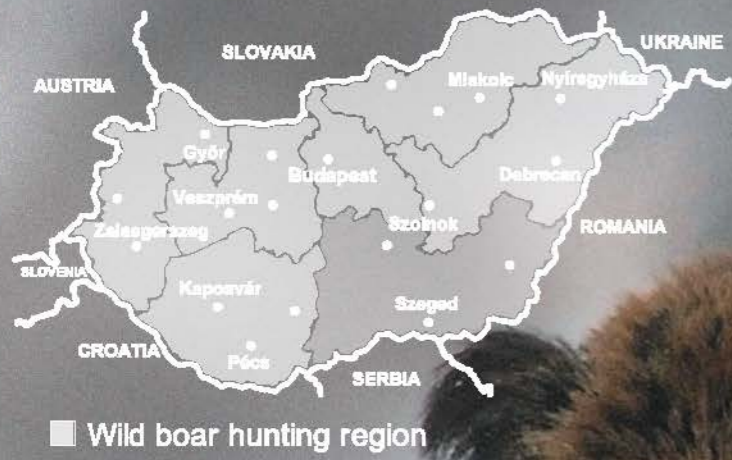 SLOVAKIA
UKRAINE
AUSTRIA
Miskolc
Nyíregyháza
Győr
Budapest
Debrecen
Veszprém
Szolnok
ROMANIA
Zalaegerszeg
SLOVENIA
Kaposvár
Szeged
CROATIA
Pécs
SERBIA
Wild boar hunting region